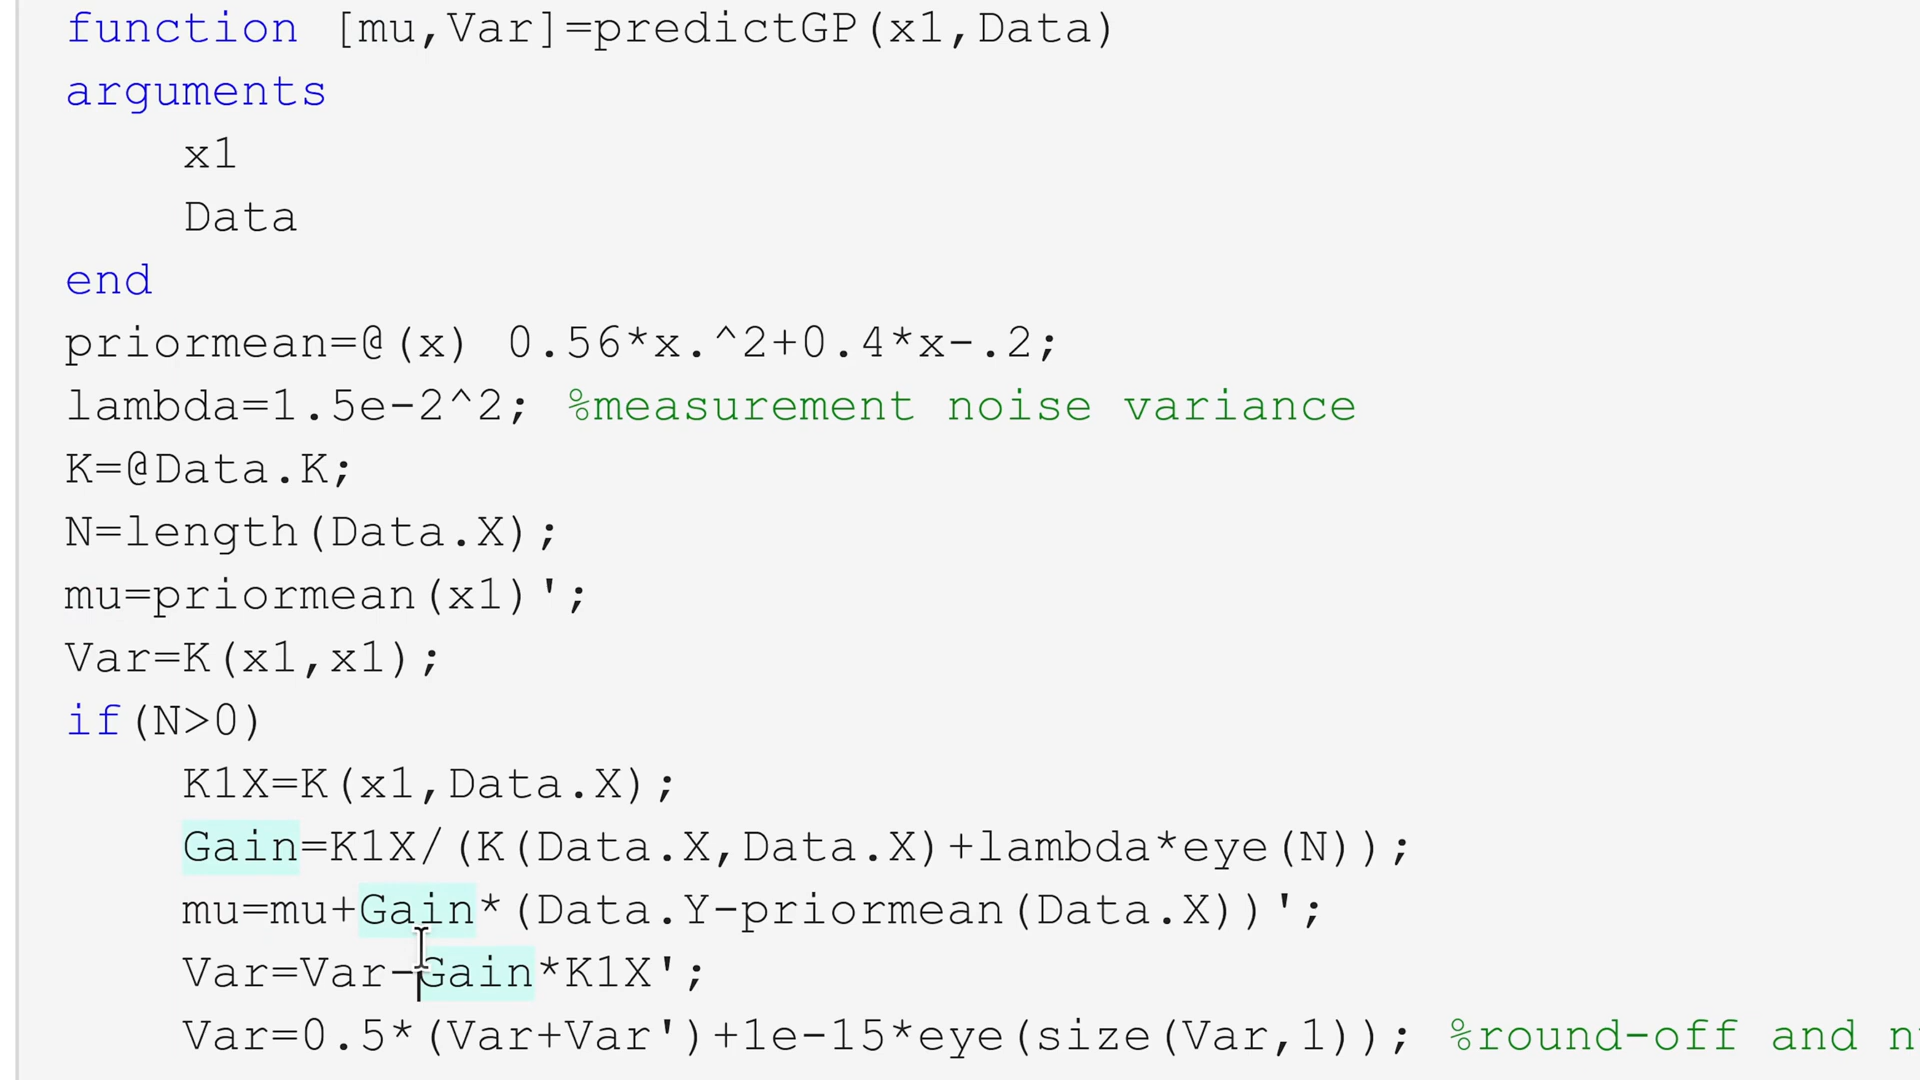 function [mu,Var]=predictGP(x1,Data)
arguments
x1
Data
end
priormean=@(x) 0.56*x.^2+0.4*x-.2;
lambda=1.5e-2^2; %measurement noise variance
K=@Data.K;
N=length(Data.X);
mu=priormean(x1)';
Var=K(x1,x1);
if(N>0)
K1X=K(x1,Data.X);
Gain=K1X/(K(Data.X,Data.X)+lambda*eye(N));
mu=mu+Gain*(Data.Y-priormean(Data.X))';
Var=Var-Gain*K1X';
Var=0.5*(Var+Var')+1e-15*eye(size(Var,1)); %round-off and